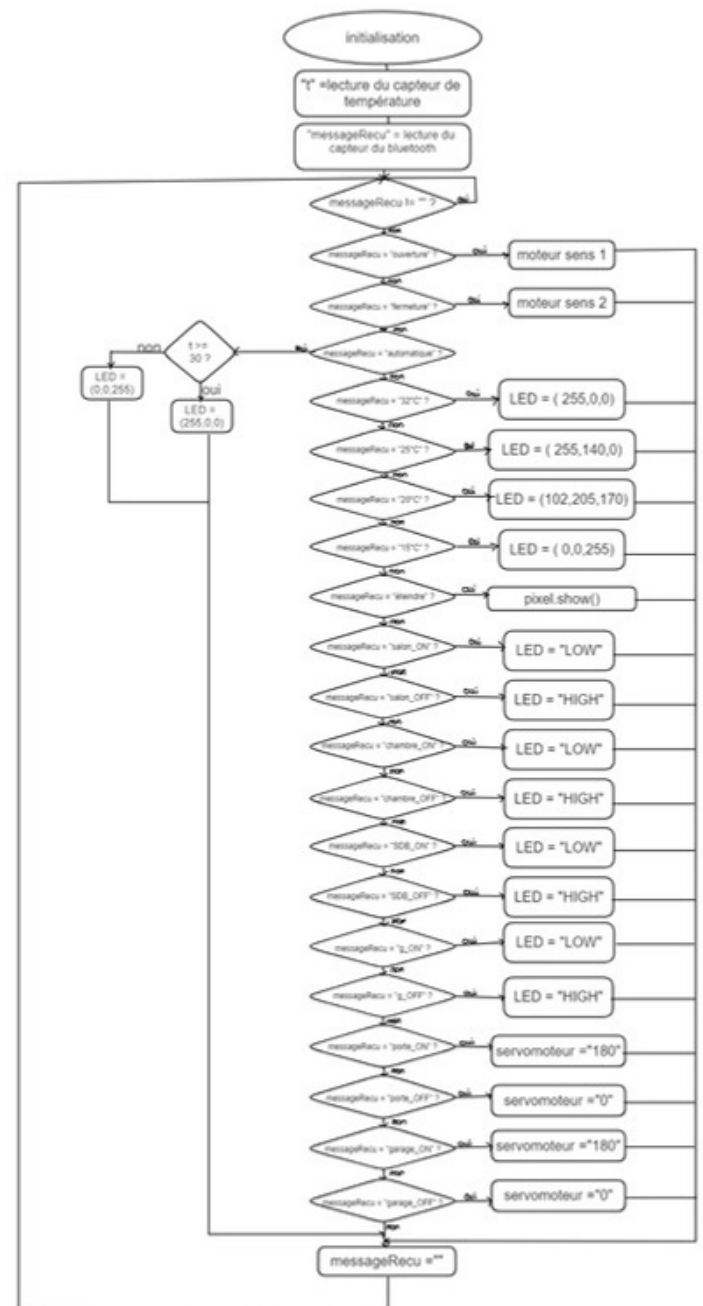 initialisation
"t" =lecture du capteur de
température
"messageRecu" = lecture du
capteur du bluetooth
messageRecu != "" ?
oui
non
messageRecu = "ouverture" ?
oui
moteur sens 1
non
messageRecu = "fermeture" ?
oui
moteur sens 2
non
messageRecu = "automatique" ?
oui
t >=
30 ?
non
LED =
(0,0,255)
oui
LED =
(255,0,0)
non
messageRecu = "32°C" ?
oui
LED = ( 255,0,0)
non
messageRecu = "25°C" ?
oui
LED = ( 255,140,0)
non
messageRecu = "20°C" ?
oui
LED = (102,205,170)
non
messageRecu = "15°C" ?
oui
LED = ( 0,0,255)
non
messageRecu = "éteindre" ?
oui
pixel.show()
non
messageRecu = "salon_ON" ?
oui
LED = "LOW"
non
messageRecu = "salon_OFF" ?
oui
LED = "HIGH"
non
messageRecu = "chambre_ON" ?
oui
LED = "LOW"
non
messageRecu = "chambre_OFF" ?
oui
LED = "HIGH"
non
messageRecu = "SDB_ON" ?
oui
LED = "LOW"
non
messageRecu = "SDB_OFF" ?
oui
LED = "HIGH"
non
messageRecu = "g_ON" ?
oui
LED = "LOW"
non
messageRecu = "g_OFF" ?
oui
LED = "HIGH"
non
messageRecu = "porte_ON" ?
oui
servomoteur ="180"
non
messageRecu = "porte_OFF" ?
oui
servomoteur ="0"
non
messageRecu = "garage_ON" ?
oui
servomoteur ="180"
non
messageRecu = "garage_OFF" ?
oui
servomoteur ="0"
non
messageRecu =""